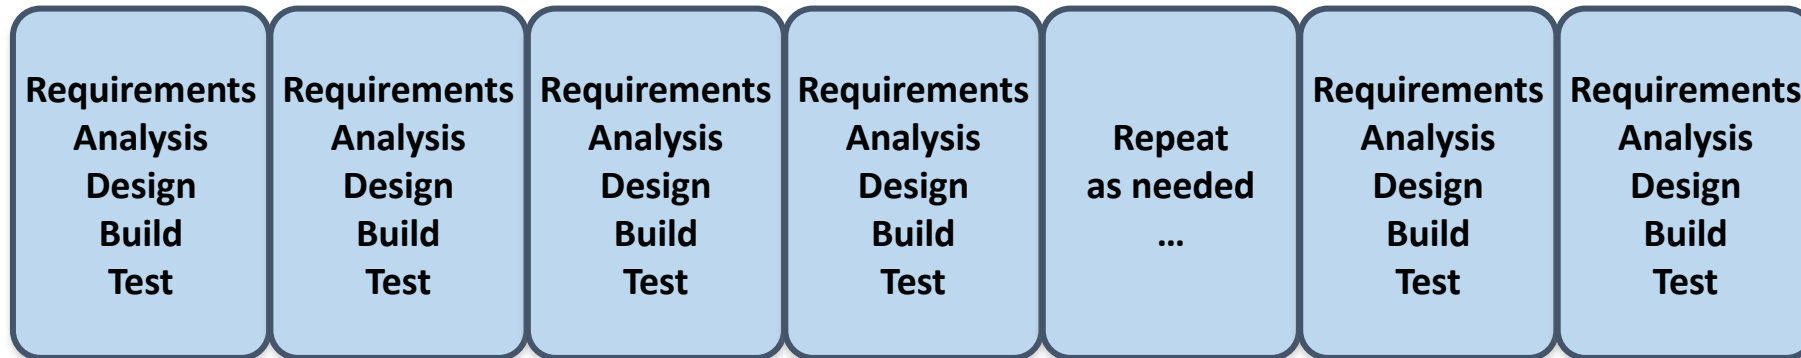 Requirements
Analysis
Design
Build
Test
Requirements
Analysis
Design
Build
Test
Requirements
Analysis
Design
Build
Test
Requirements
Analysis
Design
Build
Test
Repeat
as needed
...
Requirements
Analysis
Design
Build
Test
Requirements
Analysis
Design
Build
Test